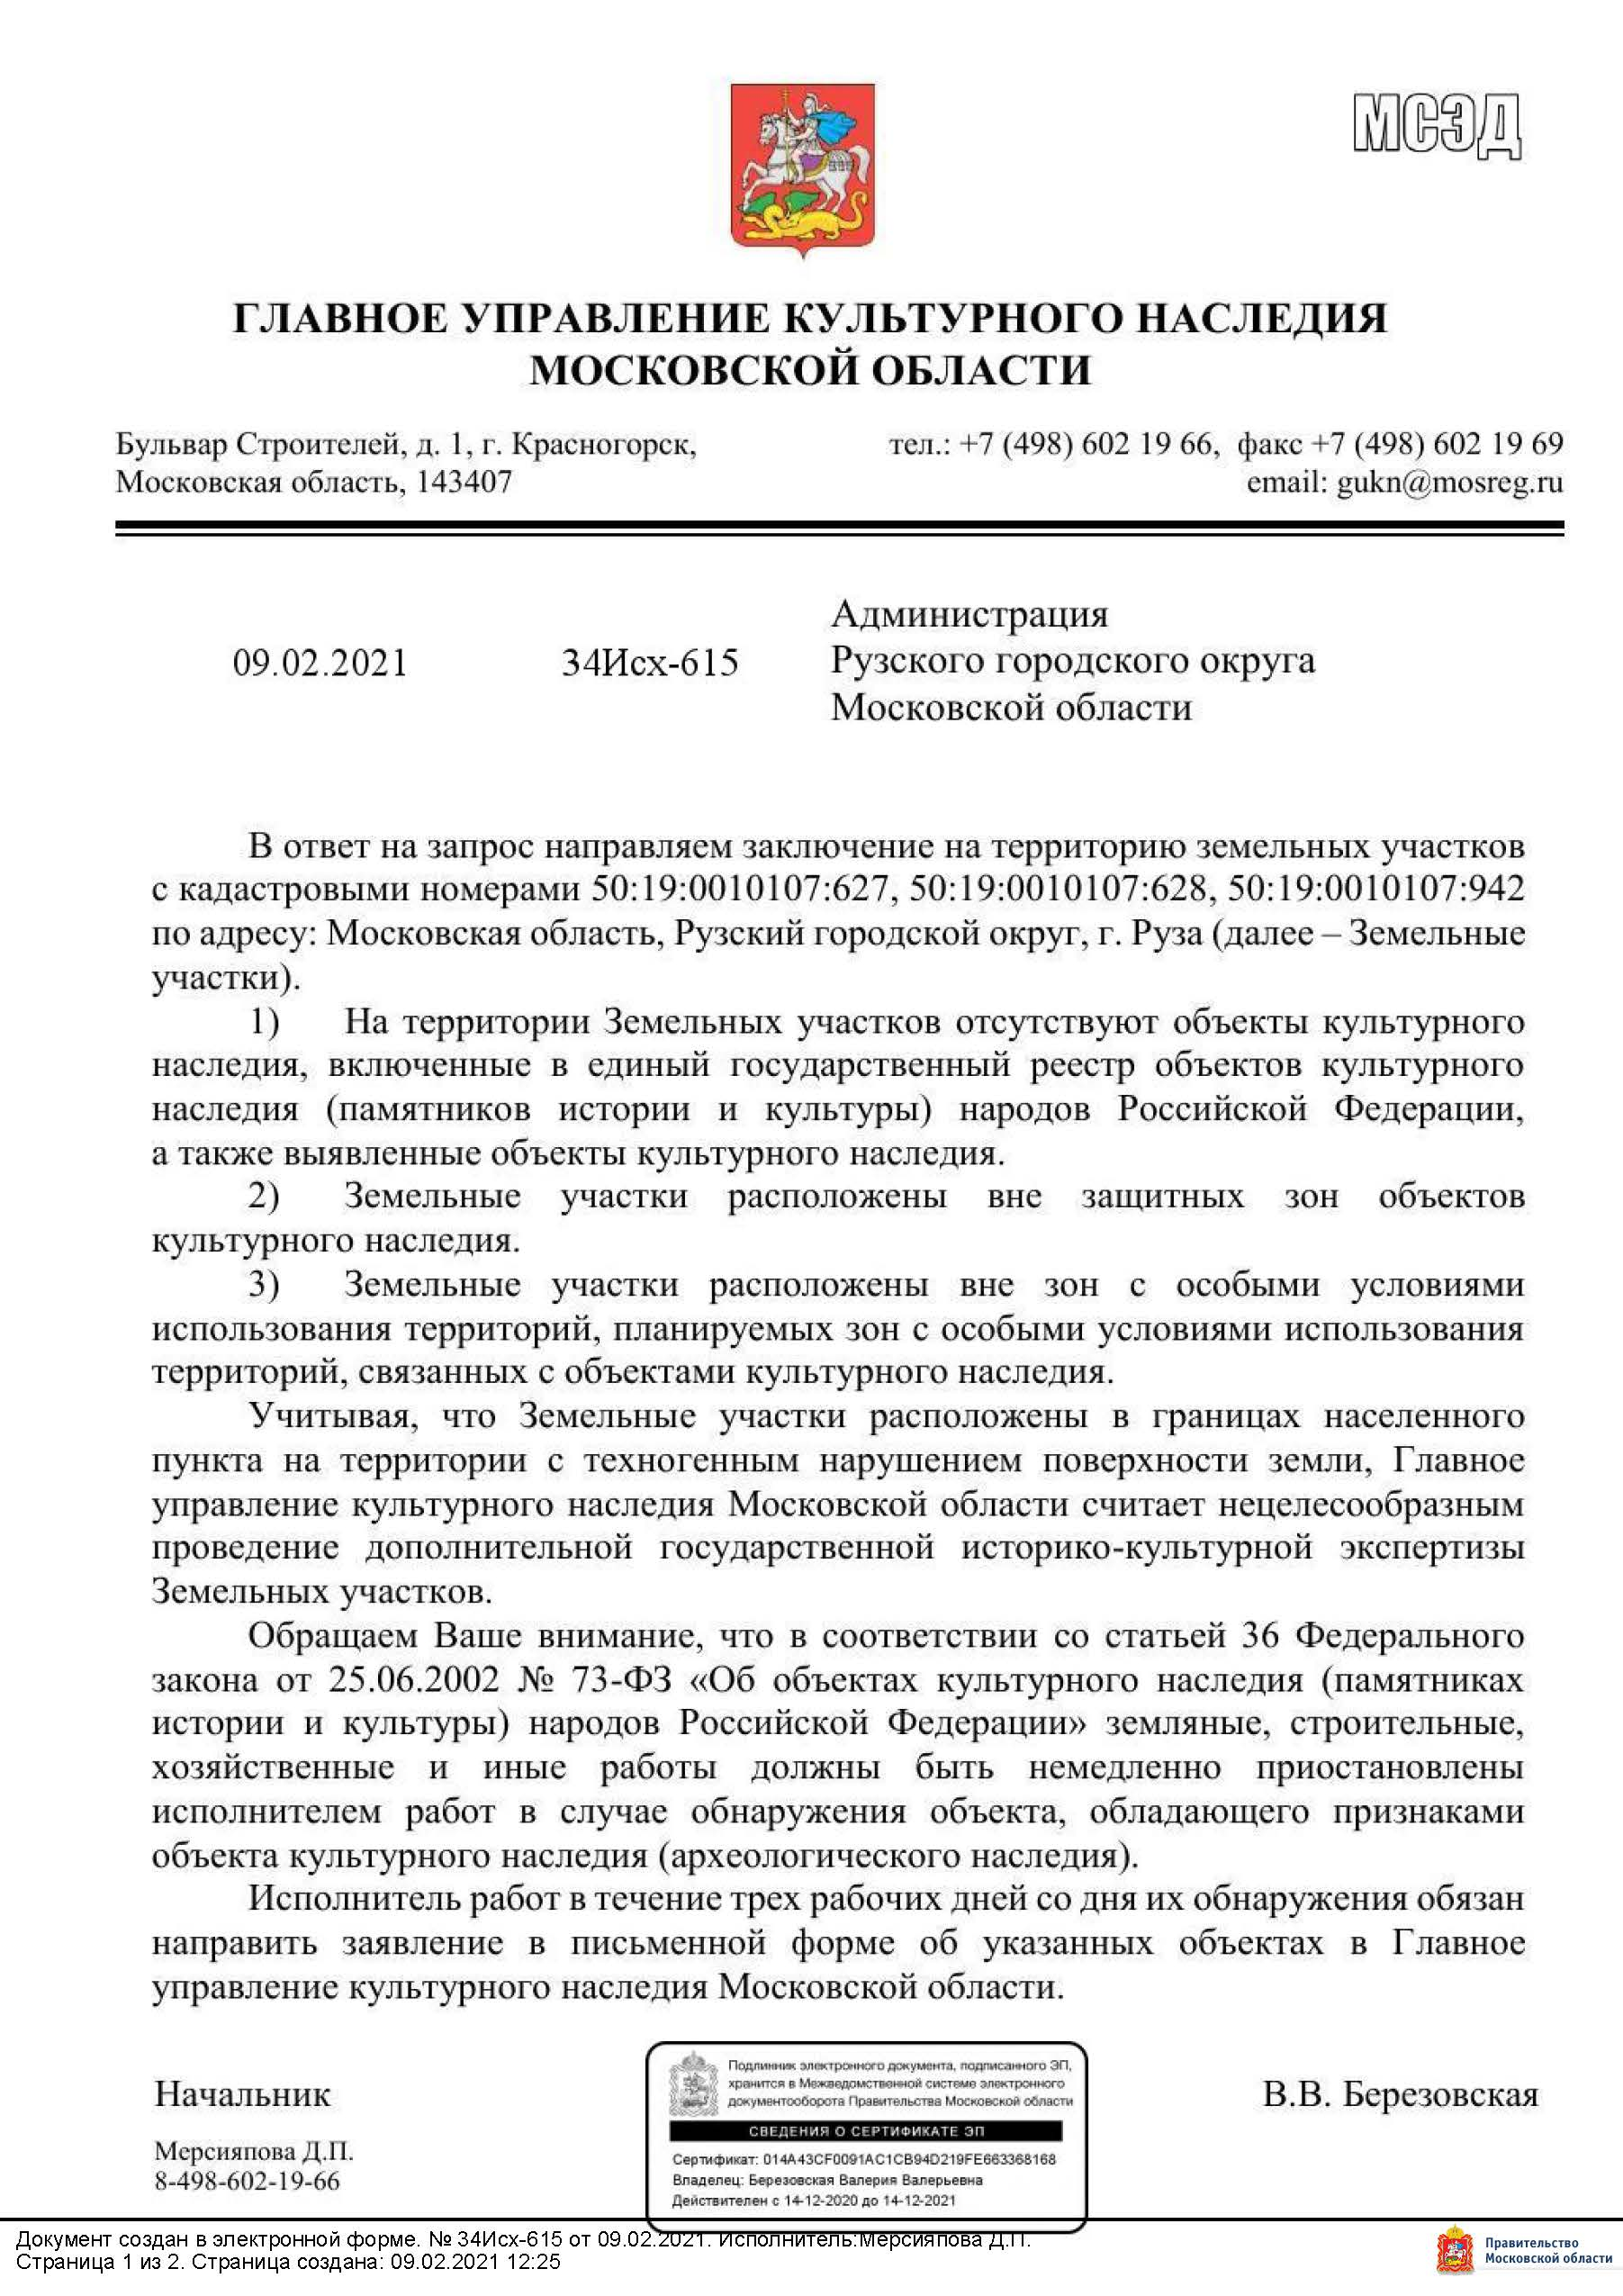 МСЭД
ГЛАВНОЕ УПРАВЛЕНИЕ КУЛЬТУРНОГО НАСЛЕДИЯ
МОСКОВСКОЙ ОБЛАСТИ
Бульвар Строителей, д. 1, г. Красногорск,
Московская область, 143407
тел.: +7 (498) 602 19 66, факс +7 (498) 602 19 69
email: gukn@mosreg.ru
09.02.2021
34Исх-615
Администрация
Рузского городского округа
Московской области
В ответ на запрос направляем заключение на территорию земельных участков
с кадастровыми номерами 50:19:0010107:627, 50:19:0010107:628, 50:19:0010107:942
по адресу: Московская область, Рузский городской округ, г. Руза (далее – Земельные
участки).
1) На территории Земельных участков отсутствуют объекты культурного
наследия, включенные в единый государственный реестр объектов культурного
наследия (памятников истории и культуры) народов Российской Федерации,
а также выявленные объекты культурного наследия.
2) Земельные участки расположены вне защитных зон объектов
культурного наследия.
3) Земельные участки расположены вне зон с особыми условиями
использования территорий, планируемых зон с особыми условиями использования
территорий, связанных с объектами культурного наследия.
Учитывая, что Земельные участки расположены в границах населенного
пункта на территории с техногенным нарушением поверхности земли, Главное
управление культурного наследия Московской области считает нецелесообразным
проведение дополнительной государственной историко-культурной экспертизы
Земельных участков.
Обращаем Ваше внимание, что в соответствии со статьей 36 Федерального
закона от 25.06.2002 № 73-ФЗ «Об объектах культурного наследия (памятниках
истории и культуры) народов Российской Федерации» земляные, строительные,
хозяйственные и иные работы должны быть немедленно приостановлены
исполнителем работ в случае обнаружения объекта, обладающего признаками
объекта культурного наследия (археологического наследия).
Исполнитель работ в течение трех рабочих дней со дня их обнаружения обязан
направить заявление в письменной форме об указанных объектах в Главное
управление культурного наследия Московской области.
Начальник
Подлинник электронного документа, подписанного ЭП,
хранится в Межведомственной системе электронного
документооборота Правительства Московской области
СВЕДЕНИЯ О СЕРТИФИКАТЕ ЭП
Сертификат: 014A43CF0091AC1CB94D219FE663368168
Владелец: Березовская Валерия Валерьевна
Действителен с 14-12-2020 до 14-12-2021
В.В. Березовская
Мерсияпова Д.П.
8-498-602-19-66
Документ создан в электронной форме. № 34Исх-615 от 09.02.2021. Исполнитель:Мерсияпова Д.П.
Страница 1 из 2. Страница создана: 09.02.2021 12:25
Правительство
Московской области